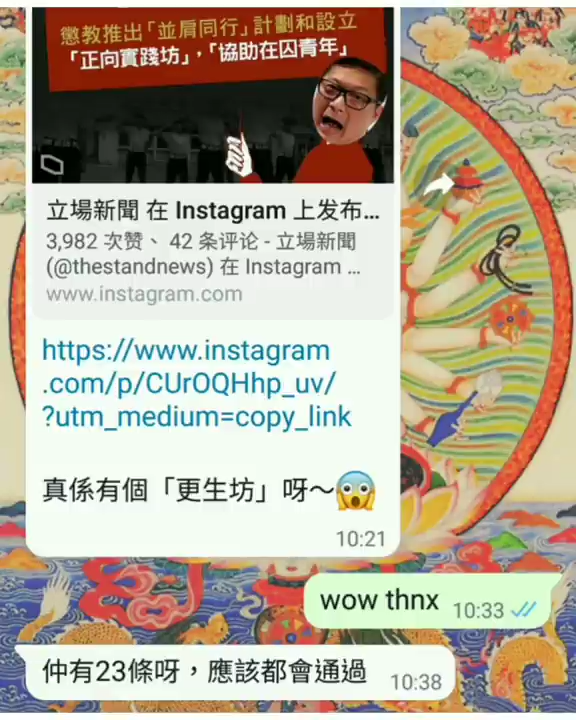 懲教推出「並肩同行」計劃和設立
「正向實踐坊」，「協助在囚青年」
立場新聞 在 Instagram 上发布...
3,982 次赞、 42 条评论 - 立場新聞
(@thestandnews) 在 Instagram ...
www.instagram.com
https://www.instagram
.com/p/CUrOQHhp_uv/
?utm_medium=copy_link
真係有個「更生坊」呀～😱
10:21
wow thnx 10:33
仲有23條呀，應該都會通過 10:38